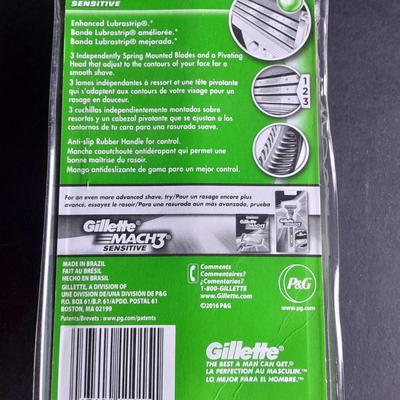 SENSITIVE
Enhanced Lubrastrip®.*
Bande Lubrastrip® améliorée.*
Banda Lubrastrip® mejorada.*
3 Independently Spring Mounted Blades and a Pivoting
Head that adjust to the contours of your face for a
smooth shave.
3 lames indépendantes à ressort et une tête pivotante
qui s'adaptent aux contours de votre visage pour un
rasage en douceur.
3 cuchillas independientemente montadas sobre
resortes y un cabezal pivotante que se ajustan a los
contornos de tu cara para una rasurada suave.
1
2
3
Anti-slip Rubber Handle for control.
Manche caoutchouté antidérapant qui permet une
bonne maîtrise du rasoir.
Mango antideslizante de goma para un mejor control.
For an even more advanced shave, try/Pour un rasage encore plus
avancé, essayez le rasoir/Para una rasurada aún más avanzada, prueba
Gillette
MACH3
SENSITIVE
MADE IN BRAZIL
FAIT AU BRÉSIL
HECHO EN BRASIL
GILLETTE, A DIVISION OF
UNE DIVISION DE/UNA DIVISIÓN DE P&G
P.O. BOX 61/B.P. 61/APDO. POSTAL 61
BOSTON, MA 02199
Patents/Brevets : www.pg.com/patents
Comments
Commentaires?
¿Comentarios?
1-800-GILLETTE
www.Gillette.com
©2016 P&G
P&G
www.pg.com
Gillette®
THE BEST A MAN CAN GET.®
LA PERFECTION AU MASCULIN.™
LO MEJOR PARA EL HOMBRE.™